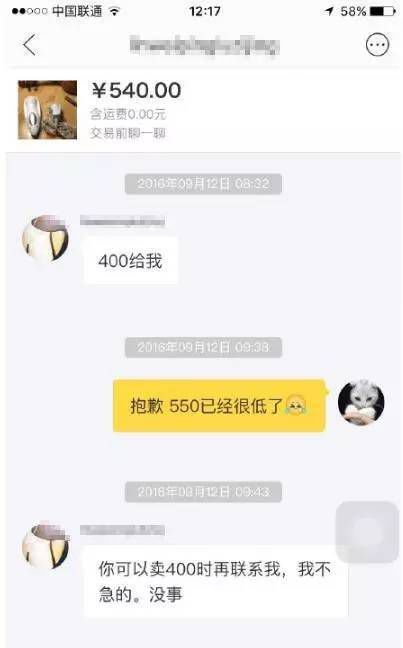 中国联通
12:17
58%
¥540.00
含运费0.00元
交易前聊一聊
2016年09月12日 08:32
400给我
2016年09月12日 09:38
抱歉 550已经很低了
2016年09月12日 09:43
你可以卖400时再联系我，我不
急的。没事